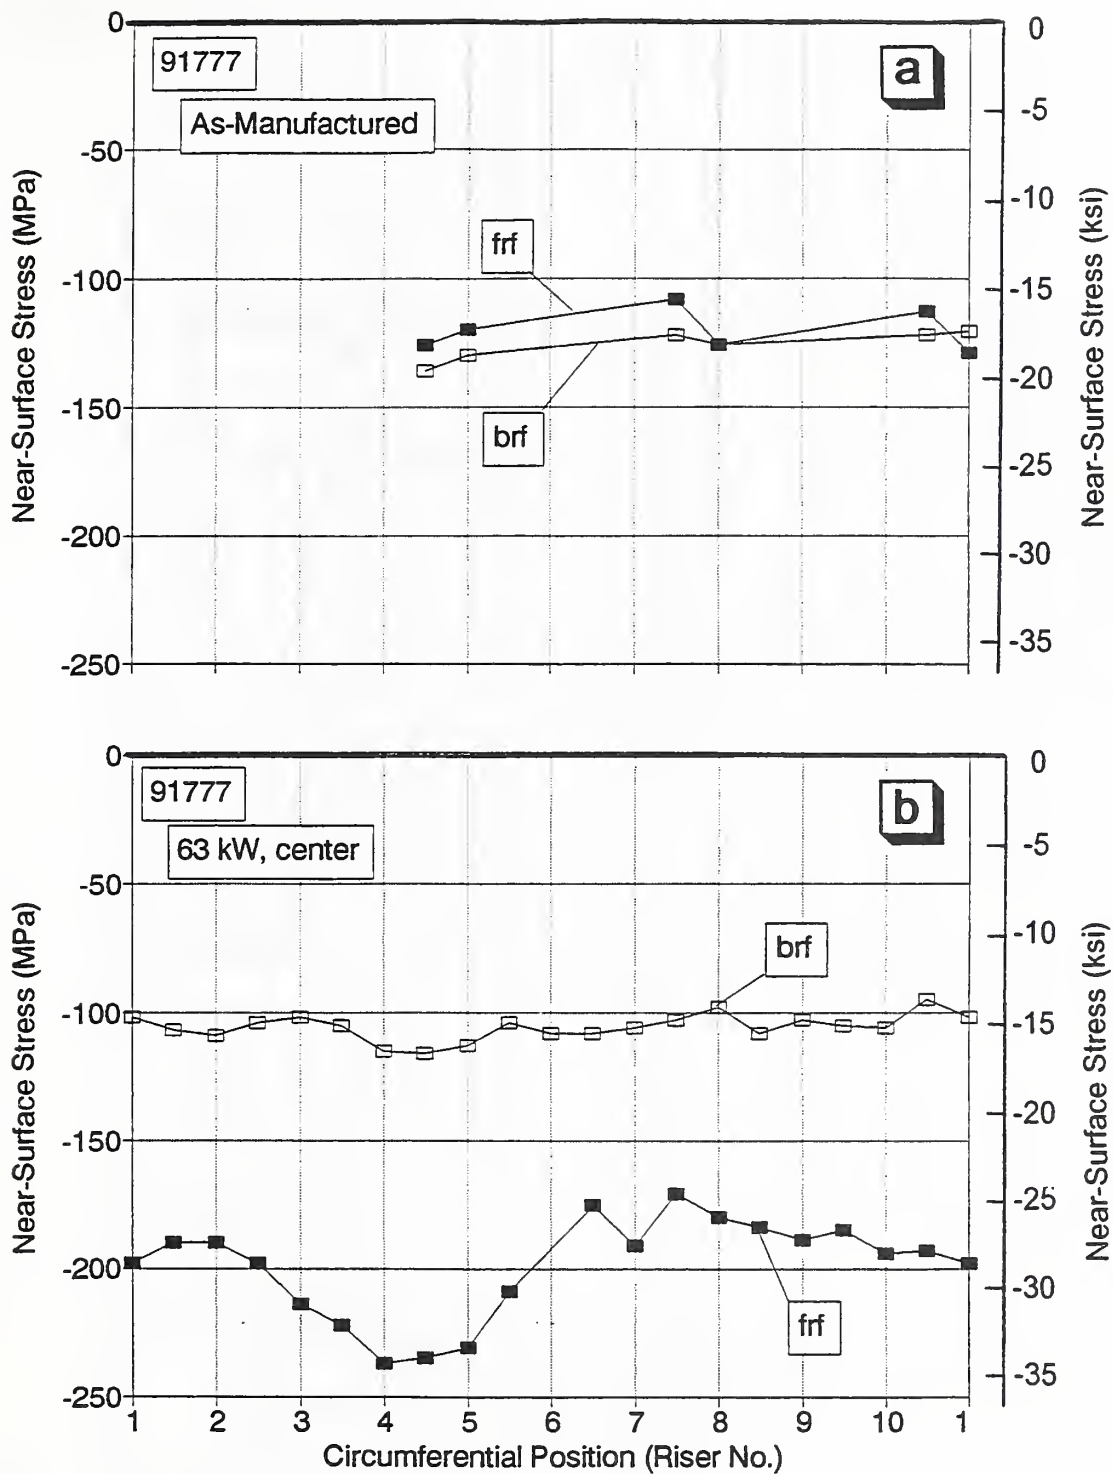 0 0
91777 a
-5
As-Manufactured
-50
-10
frf
-100
-15
-20
-150
brf
-25
-200
-30
-35
-250
Near-Surface Stress (MPa)
Near-Surface Stress (ksi)
0 0
91777 b
63 kW, center
-5
-50
brf
-10
-100
-15
-20
-150
-25
-200
-30
frf
-35
-250
1 2 3 4 5 6 7 8 9 10 1
Near-Surface Stress (MPa)
Near-Surface Stress (ksi)
Circumferential Position (Riser No.)